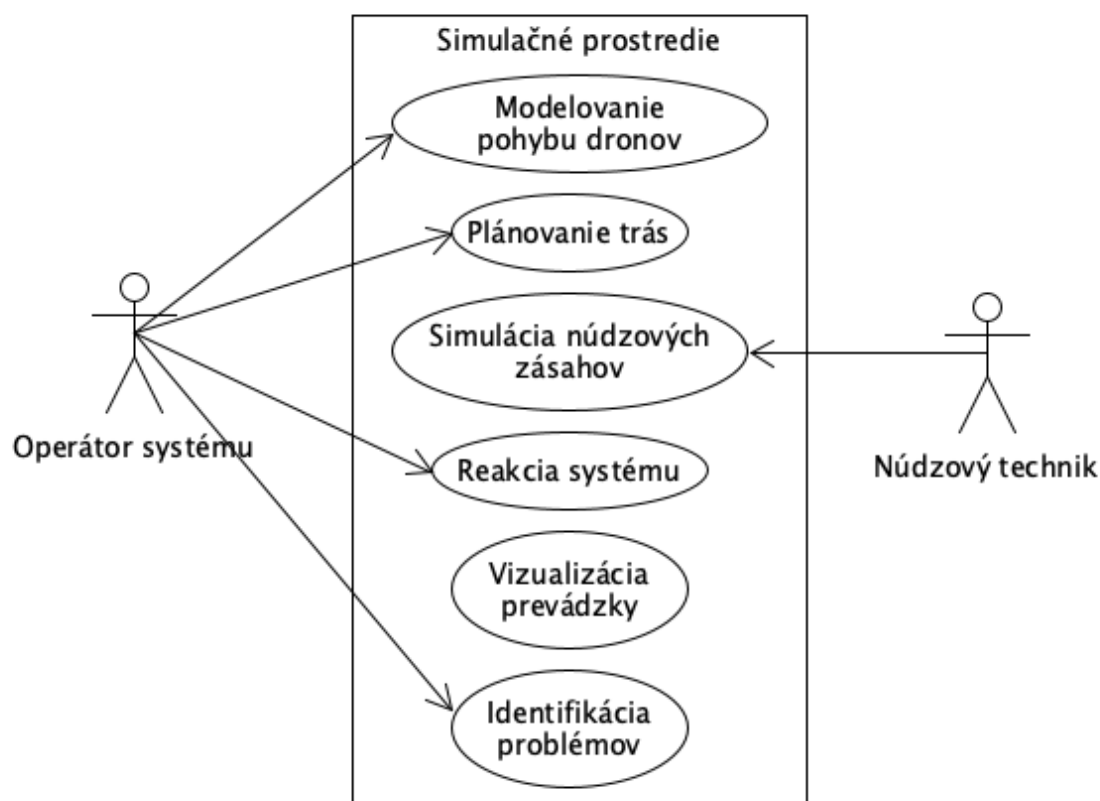 Simulačné prostredie
Modelovanie
pohybu dronov
Plánovanie trás
Simulácia núdzových
zásahov
Operátor systému
Reakcia systému
Núdzový technik
Vizualizácia
prevádzky
Identifikácia
problémov